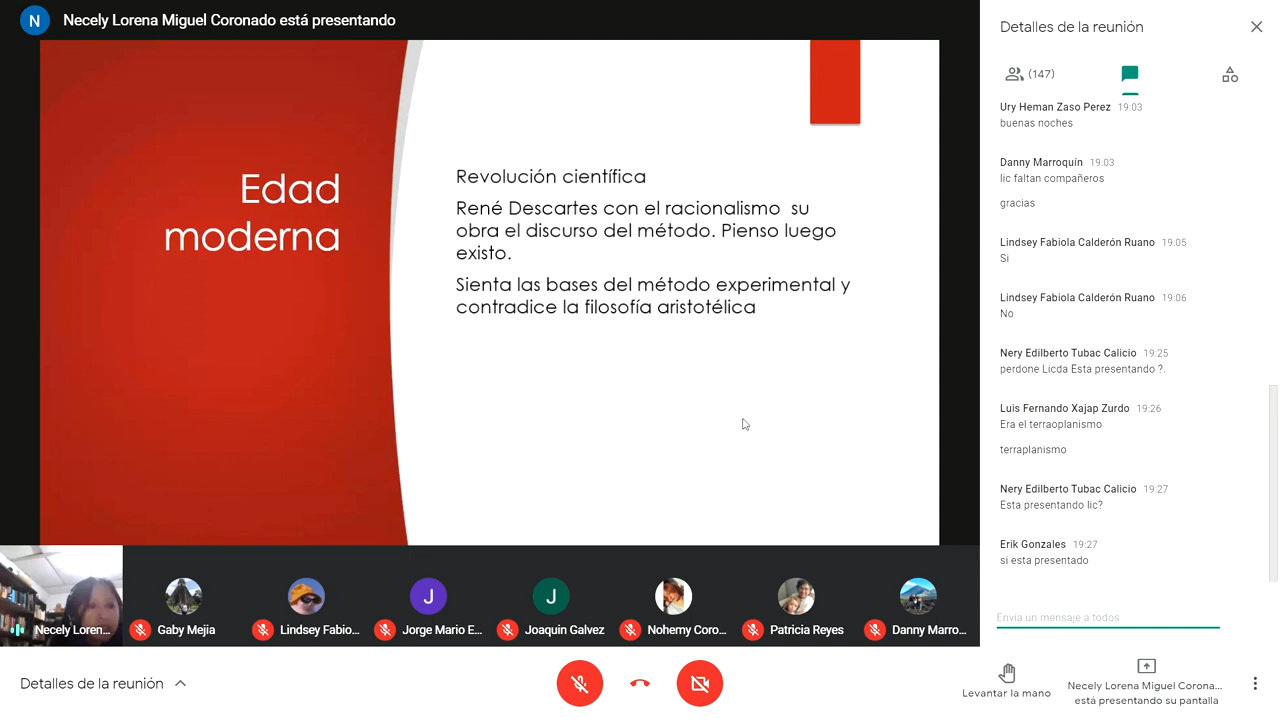 N Necely Lorena Miguel Coronado está presentando
Edad
moderna
Revolución científica
René Descartes con el racionalismo su
obra el discurso del método. Pienso luego
existo.
Sienta las bases del método experimental y
contradice la filosofía aristotélica
Necely Loren...
Gaby Mejia
Lindsey Fabio...
J
Jorge Mario E...
J
Joaquin Galvez
Nohemy Coro...
Patricia Reyes
Danny Marro...
Detalles de la reunión
Detalles de la reunión
(147)
Ury Heman Zaso Perez 19:03
buenas noches
Danny Marroquín 19:03
lic faltan compañeros
gracias
Lindsey Fabiola Calderón Ruano 19:05
Si
Lindsey Fabiola Calderón Ruano 19:06
No
Nery Edilberto Tubac Calicio 19:25
perdone Licda Esta presentando ?.
Luis Fernando Xajap Zurdo 19:26
Era el terraoplanismo
terraplanismo
Nery Edilberto Tubac Calicio 19:27
Esta presentando lic?
Erik Gonzales 19:27
si esta presentado
Envía un mensaje a todos
Levantar la mano
Necely Lorena Miguel Corona...
está presentando su pantalla